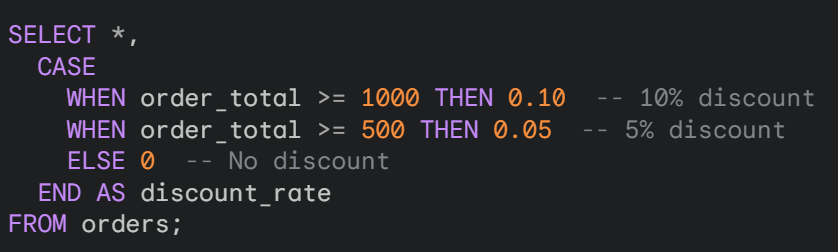 SELECT *,
  CASE
    WHEN order_total >= 1000 THEN 0.10  -- 10% discount
    WHEN order_total >= 500 THEN 0.05  -- 5% discount
    ELSE 0  -- No discount
  END AS discount_rate
FROM orders;